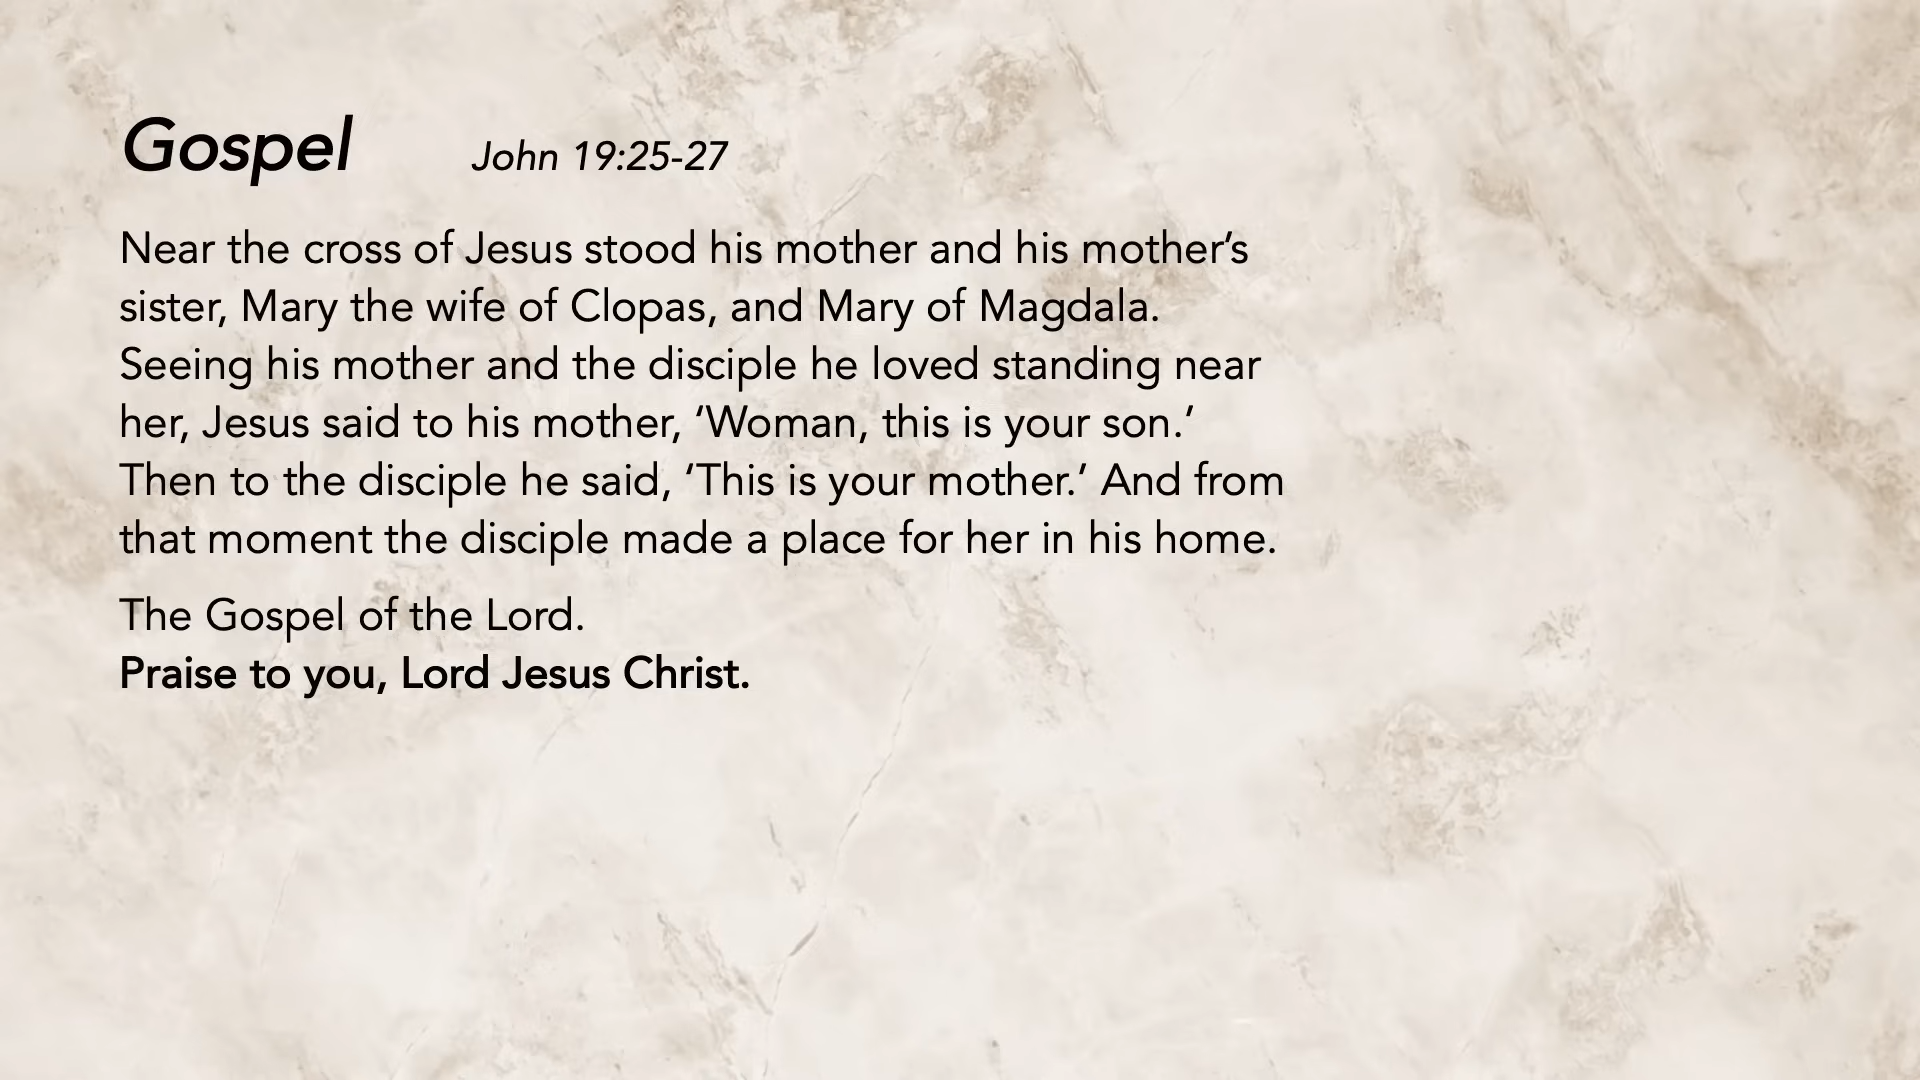 Gospel John 19:25-27
Near the cross of Jesus stood his mother and his mother’s
sister, Mary the wife of Clopas, and Mary of Magdala.
Seeing his mother and the disciple he loved standing near
her, Jesus said to his mother, ‘Woman, this is your son.’
Then to the disciple he said, ‘This is your mother.’ And from
that moment the disciple made a place for her in his home.
The Gospel of the Lord.
Praise to you, Lord Jesus Christ.